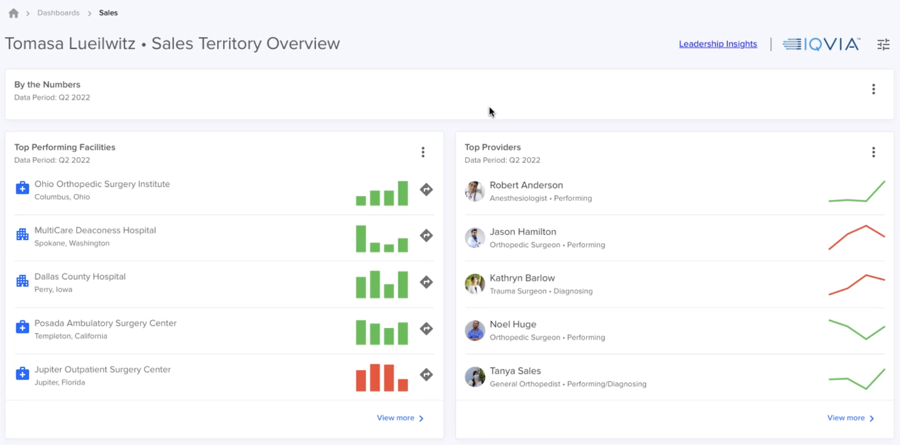 Dashboards Sales
Tomasa Lueilwitz • Sales Territory Overview
Leadership Insights
IQVIA™
By the Numbers
Data Period: Q2 2022
Top Performing Facilities
Data Period: Q2 2022
Ohio Orthopedic Surgery Institute
Columbus, Ohio
MultiCare Deaconess Hospital
Spokane, Washington
Dallas County Hospital
Perry, Iowa
Posada Ambulatory Surgery Center
Templeton, California
Jupiter Outpatient Surgery Center
Jupiter, Florida
View more
Top Providers
Data Period: Q2 2022
Robert Anderson
Anesthesiologist • Performing
Jason Hamilton
Orthopedic Surgeon • Performing
Kathryn Barlow
Trauma Surgeon • Diagnosing
Noel Huge
Orthopedic Surgeon • Performing
Tanya Sales
General Orthopedist • Performing/Diagnosing
View more